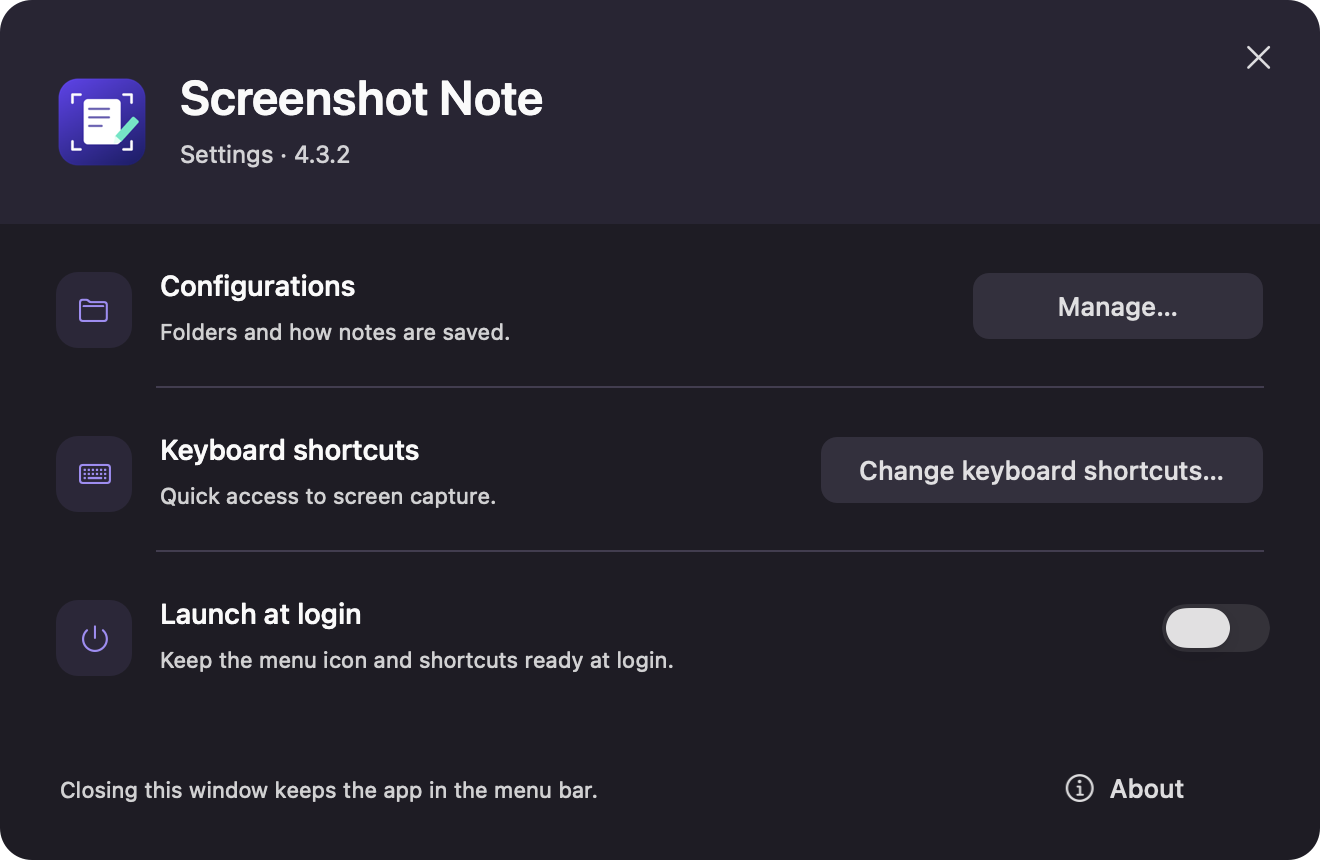 Screenshot Note
Settings · 4.3.2
Configurations
Folders and how notes are saved.
Manage...
Keyboard shortcuts
Quick access to screen capture.
Change keyboard shortcuts...
Launch at login
Keep the menu icon and shortcuts ready at login.
Closing this window keeps the app in the menu bar.
About